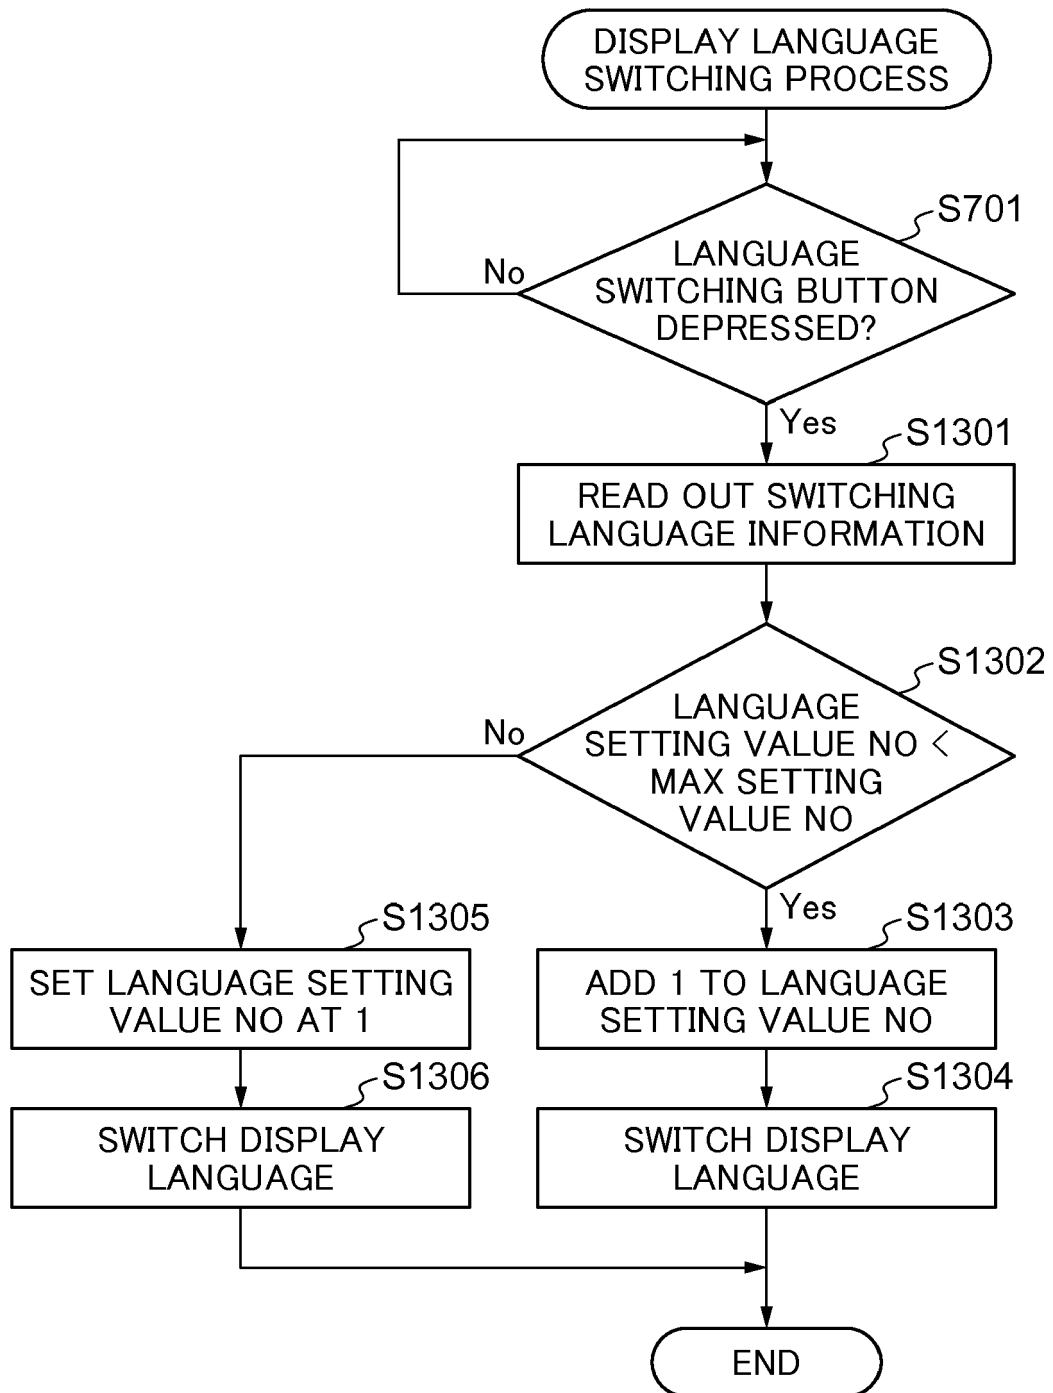 DISPLAY LANGUAGE
SWITCHING PROCESS
S701
LANGUAGE
SWITCHING BUTTON
DEPRESSED?
No
Yes
S1301
READ OUT SWITCHING
LANGUAGE INFORMATION
S1302
LANGUAGE
SETTING VALUE NO <
MAX SETTING
VALUE NO
No
Yes
S1305
SET LANGUAGE SETTING
VALUE NO AT 1
S1303
ADD 1 TO LANGUAGE
SETTING VALUE NO
S1306
SWITCH DISPLAY
LANGUAGE
S1304
SWITCH DISPLAY
LANGUAGE
END